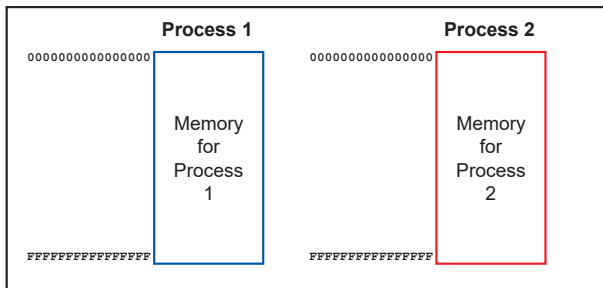 Process 1
Process 2
0000000000000000
0000000000000000
Memory
for
Process
1
Memory
for
Process
2
FFFFFFFFFFFFFFFF
FFFFFFFFFFFFFFFF